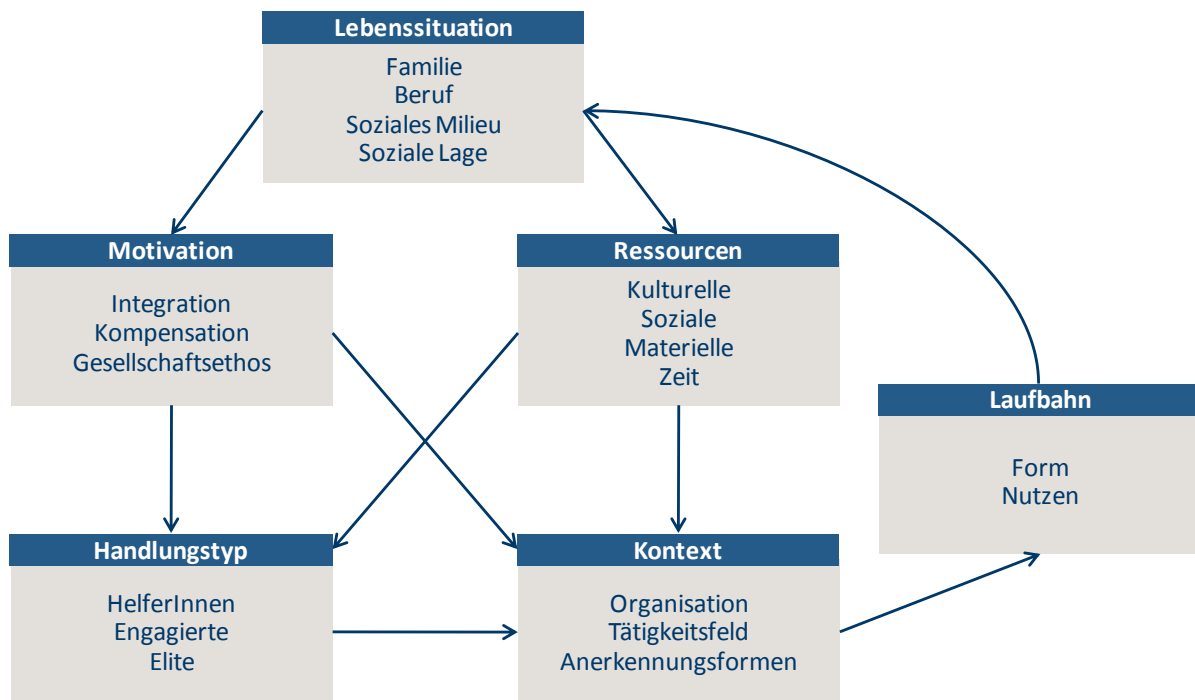 Lebenssituation
Familie
Beruf
Soziales Milieu
Soziale Lage
Motivation
Integration
Kompensation
Gesellschaftsethos
Ressourcen
Kulturelle
Soziale
Materielle
Zeit
Laufbahn
Form
Nutzen
Handlungstyp
HelferInnen
Engagierte
Elite
Kontext
Organisation
Tätigkeitsfeld
Anerkennungsformen